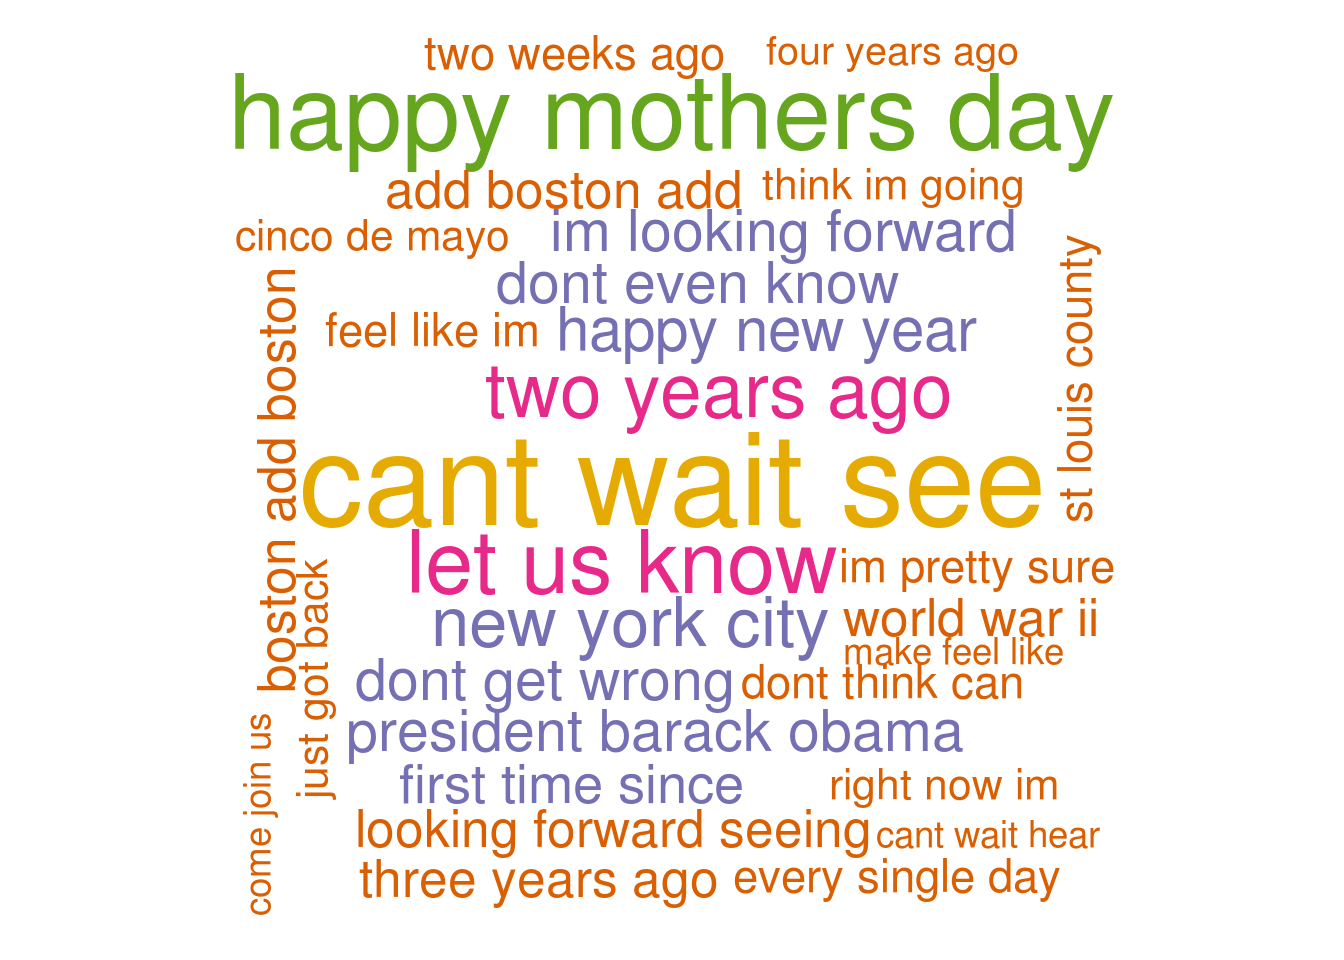 two weeks ago
four years ago
happy mothers day
add boston add
think im going
cinco de mayo
im looking forward
dont even know
feel like im
happy new year
two years ago
st louis county
boston add boston
cant wait see
let us know
im pretty sure
just got back
new york city
world war ii
make feel like
dont get wrong
dont think can
president barack obama
come join us
first time since
right now im
looking forward seeing
cant wait hear
three years ago
every single day